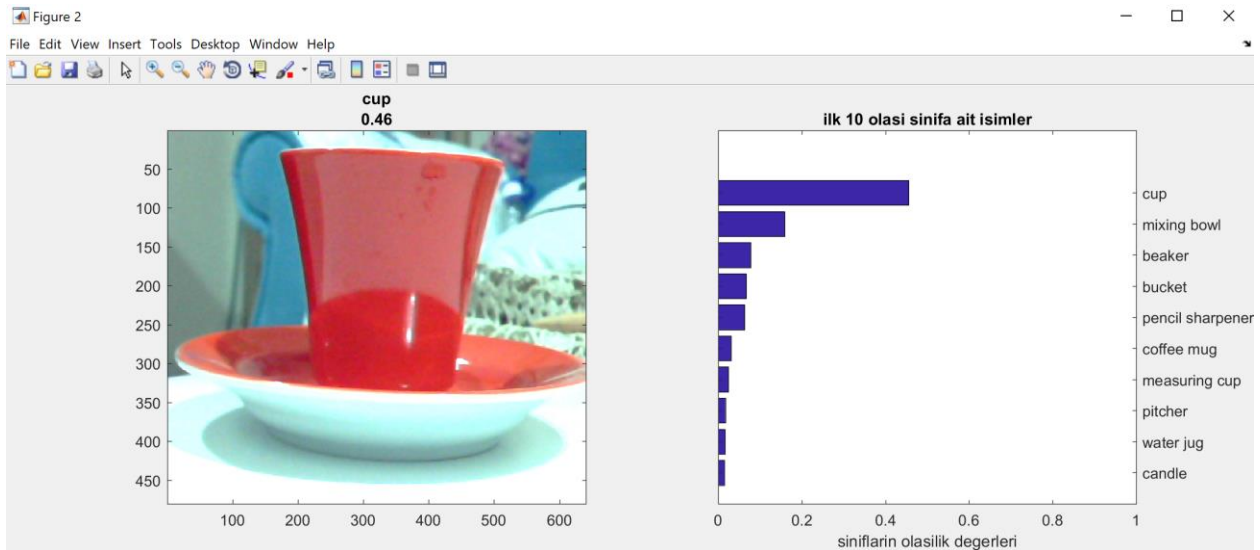 Figure 2
File Edit View Insert Tools Desktop Window Help
cup
0.46
50
100
150
200
250
300
350
400
450
100 200 300 400 500 600
ilk 10 olasi sinifa ait isimler
cup
mixing bowl
beaker
bucket
pencil sharpener
coffee mug
measuring cup
pitcher
water jug
candle
0 0.2 0.4 0.6 0.8 1
siniflarin olasilik degerleri